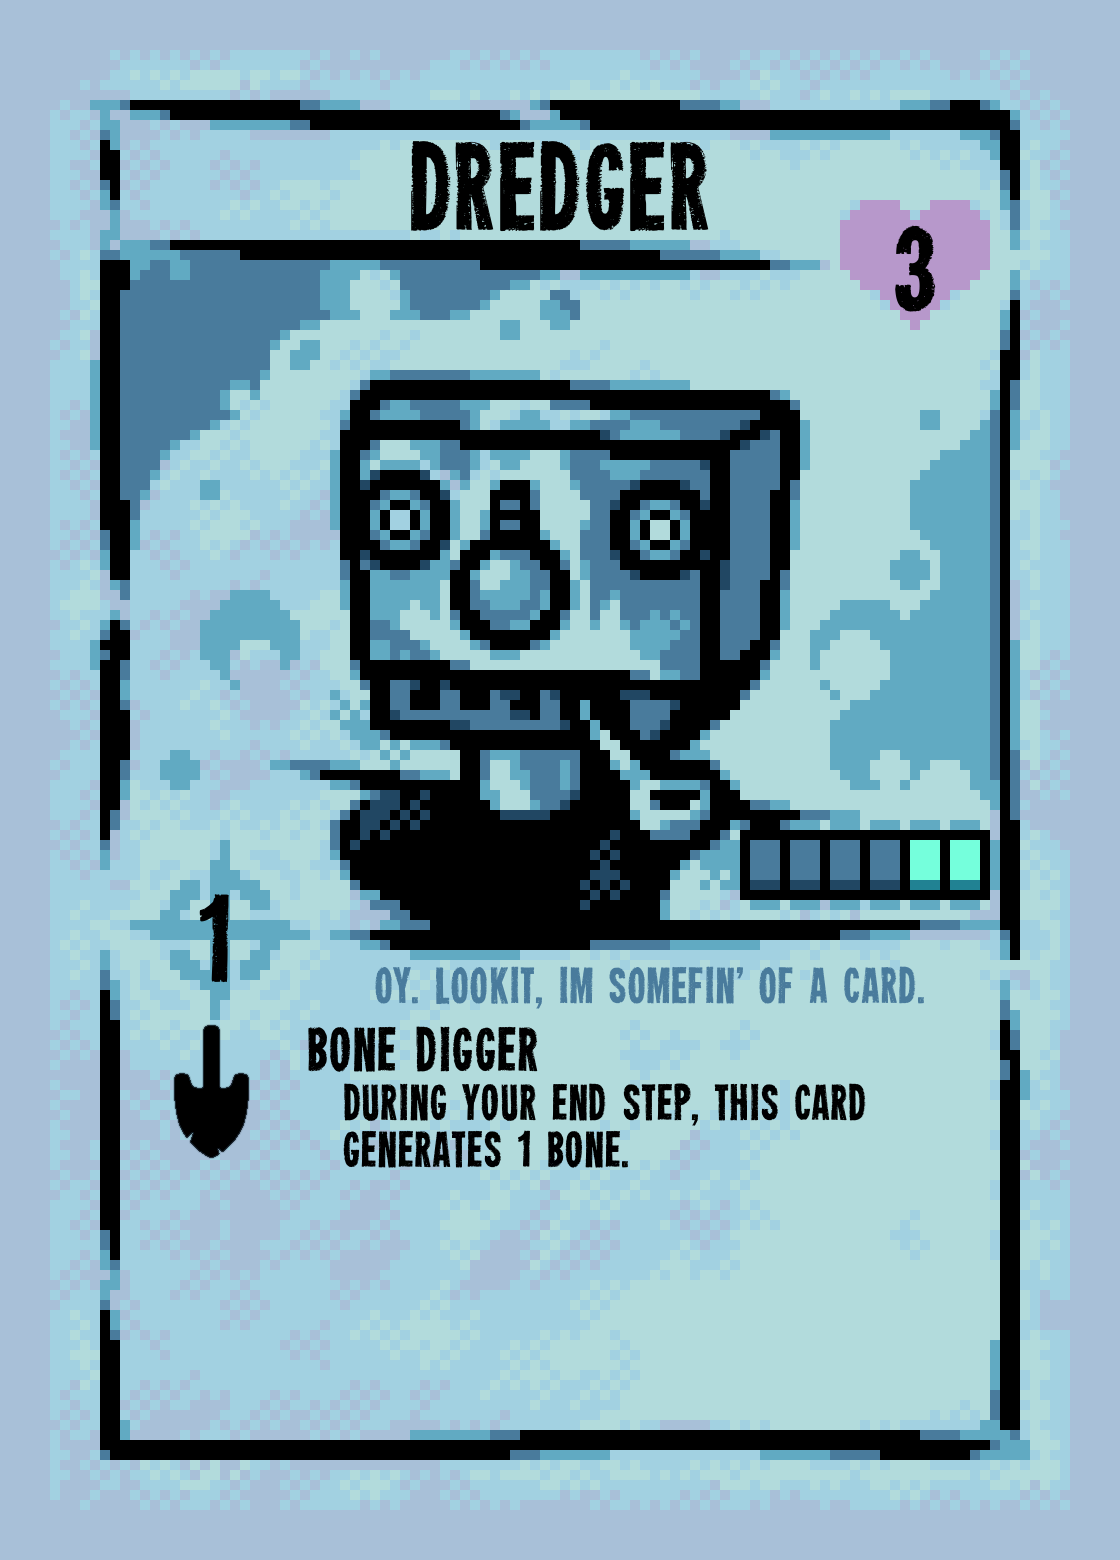 DREDGER
3
1
OY. LOOKIT, IM SOMEFIN' OF A CARD.
BONE DIGGER
DURING YOUR END STEP, THIS CARD
GENERATES 1 BONE.